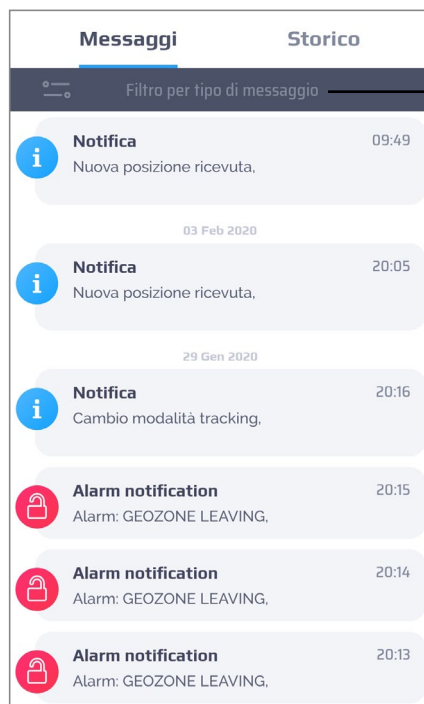 Messaggi Storico
Filtro per tipo di messaggio
Notifica 09:49
Nuova posizione ricevuta,
03 Feb 2020
Notifica 20:05
Nuova posizione ricevuta,
29 Gen 2020
Notifica 20:16
Cambio modalità tracking,
Alarm notification 20:15
Alarm: GEOZONE LEAVING,
Alarm notification 20:14
Alarm: GEOZONE LEAVING,
Alarm notification 20:13
Alarm: GEOZONE LEAVING,